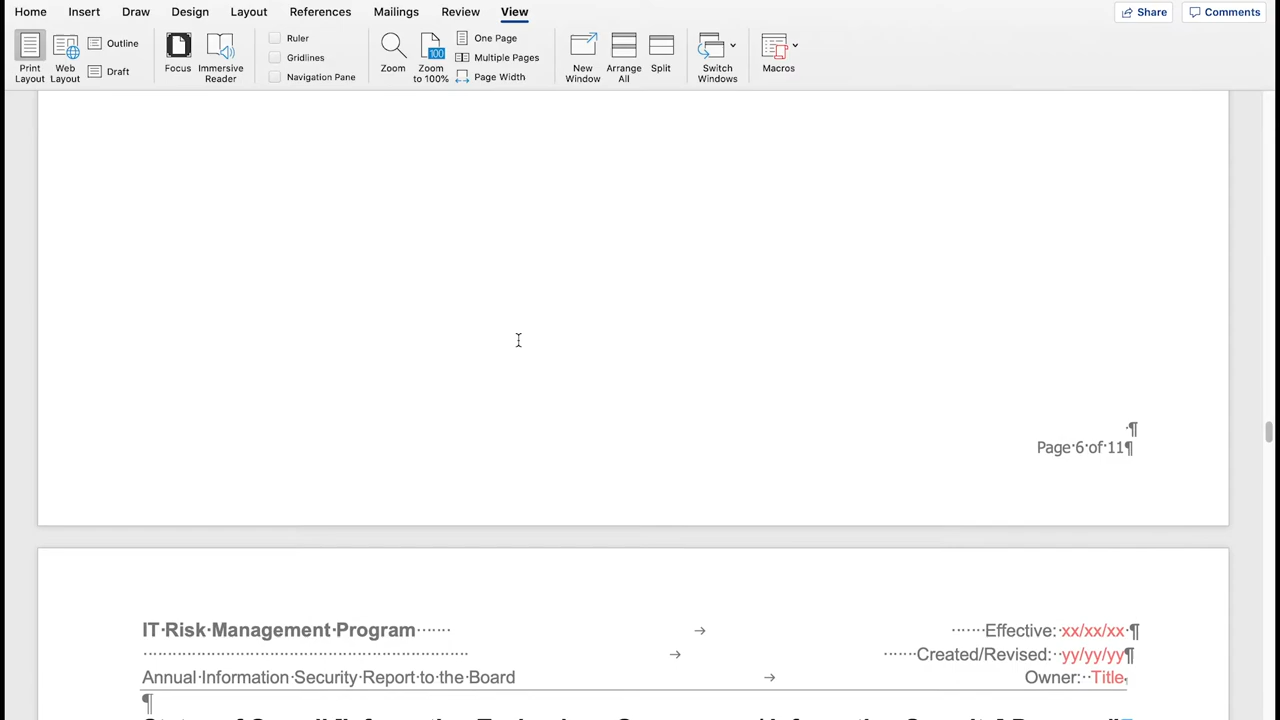 Home Insert Draw Design Layout References Mailings Review View Share Comments
Print Layout
Web Layout
Outline
Draft
Focus
Immersive Reader
Ruler
Gridlines
Navigation Pane
Zoom
Zoom to 100%
One Page
Multiple Pages
Page Width
New Window
Arrange All
Split
Switch Windows
Macros
Page 6 of 11
IT Risk Management Program Effective: xx/xx/xx
Created/Revised: yy/yy/yy
Annual Information Security Report to the Board Owner: Title